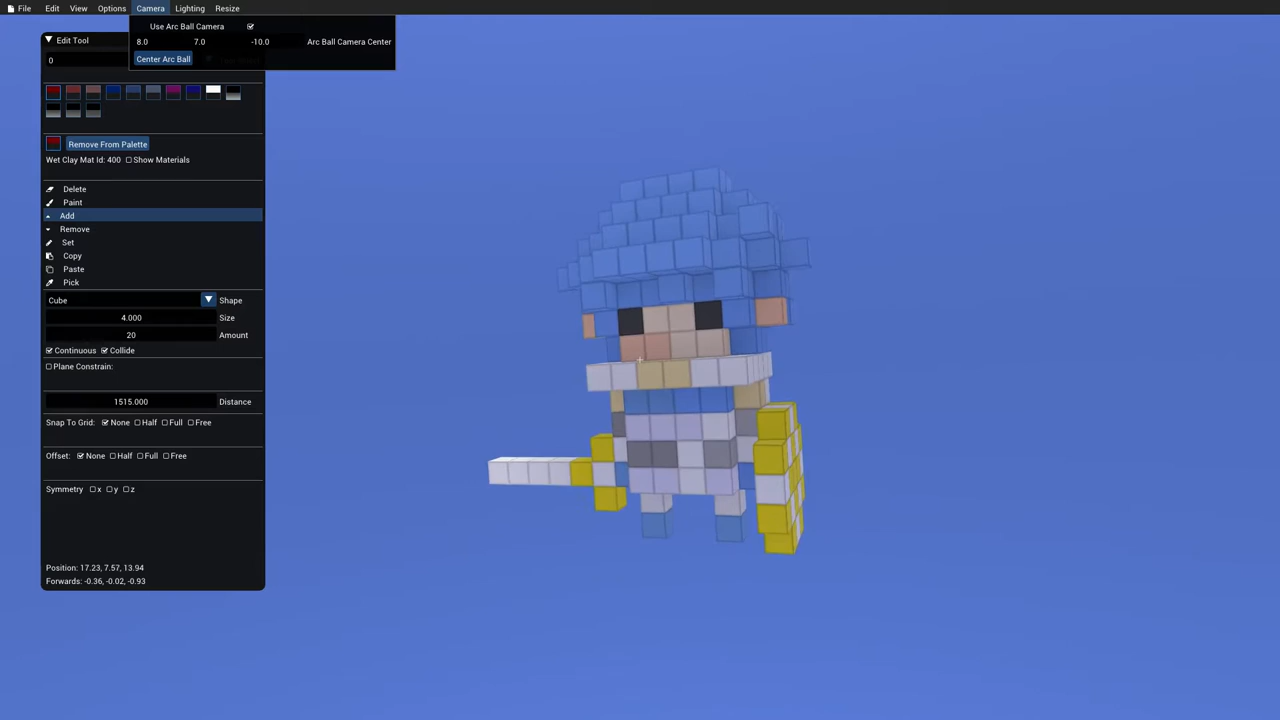 File Edit View Options Camera Lighting Resize
Use Arc Ball Camera
8.0 7.0 -10.0 Arc Ball Camera Center
Center Arc Ball
Edit Tool
0
Remove From Palette
Wet Clay Mat Id: 400 Show Materials
Delete
Paint
Add
Remove
Set
Copy
Paste
Pick
Cube Shape
4.000 Size
20 Amount
Continuous Collide
Plane Constrain:
1515.000 Distance
Snap To Grid: None Half Full Free
Offset: None Half Full Free
Symmetry x y z
Position: 17.23, 7.57, 13.94
Forwards: -0.36, -0.02, -0.93